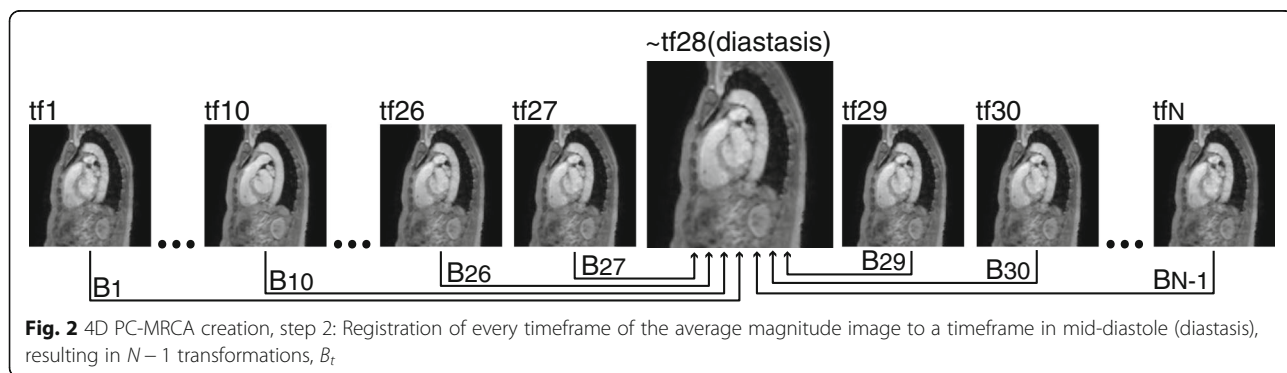 ~tf28(diastasis)
tf1 tf10 tf26 tf27 tf29 tf30 tfN
••• ••• •••
B1 B10 B26 B27 B29 B30 BN-1
Fig. 2 4D PC-MRCA creation, step 2: Registration of every timeframe of the average magnitude image to a timeframe in mid-diastole (diastasis),
resulting in N – 1 transformations, Bt